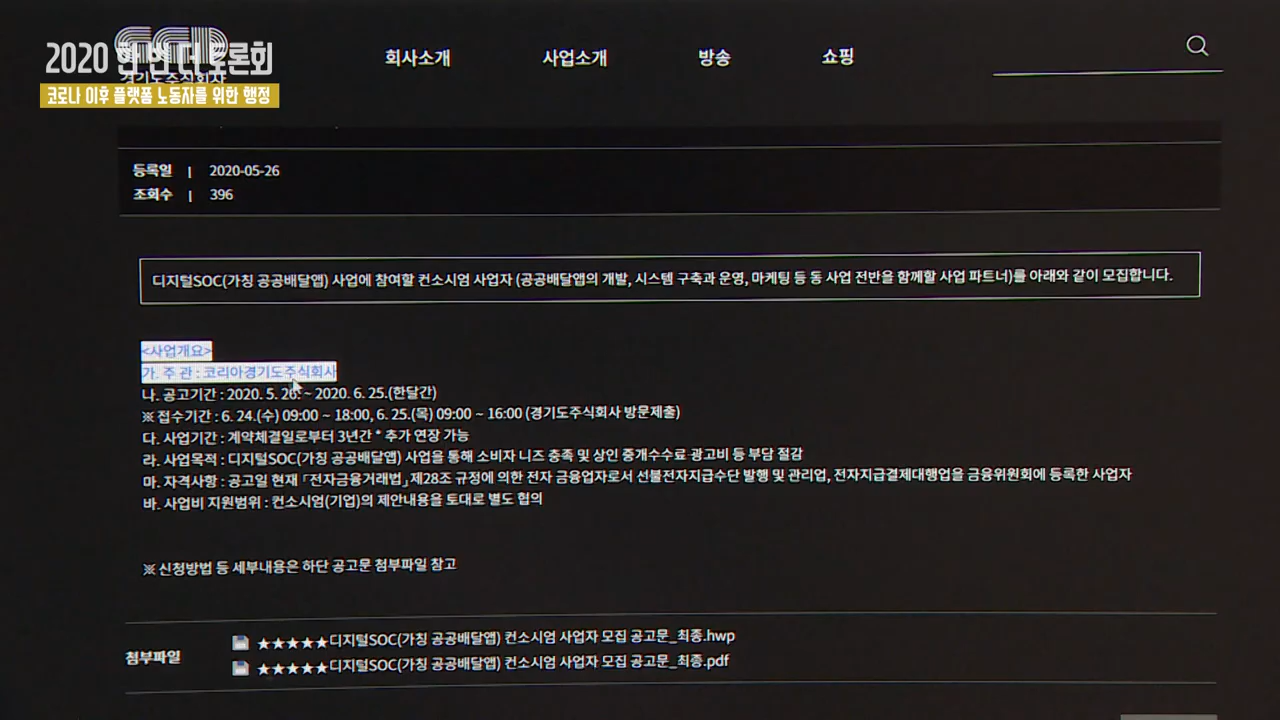 2020 한 번 더 토론회
코로나 이후 플랫폼 노동자를 위한 행정
경기도주식회사
회사소개 사업소개 방송 쇼핑
등록일 | 2020-05-26
조회수 | 396
디지털SOC(가칭 공공배달앱) 사업에 참여할 컨소시엄 사업자 (공공배달앱의 개발, 시스템 구축과 운영, 마케팅 등 동 사업 전반을 함께할 사업 파트너)를 아래와 같이 모집합니다.
<사업개요>
가. 주 관 : 코리아경기도주식회사
나. 공고기간 : 2020. 5. 26. ~ 2020. 6. 25.(한달간)
※ 접수기간 : 6. 24.(수) 09:00 ~ 18:00, 6. 25.(목) 09:00 ~ 16:00 (경기도주식회사 방문제출)
다. 사업기간 : 계약체결일로부터 3년간 * 추가 연장 가능
라. 사업목적 : 디지털SOC(가칭 공공배달앱) 사업을 통해 소비자 니즈 충족 및 상인 중개수수료 광고비 등 부담 절감
마. 자격사항 : 공고일 현재 「전자금융거래법」제28조 규정에 의한 전자 금융업자로서 선불전자지급수단 발행 및 관리업, 전자지급결제대행업을 금융위원회에 등록한 사업자
바. 사업비 지원범위 : 컨소시엄(기업)의 제안내용을 토대로 별도 협의
※ 신청방법 등 세부내용은 하단 공고문 첨부파일 참고
첨부파일
★★★★★디지털SOC(가칭 공공배달앱) 컨소시엄 사업자 모집 공고문_최종.hwp
★★★★★디지털SOC(가칭 공공배달앱) 컨소시엄 사업자 모집 공고문_최종.pdf